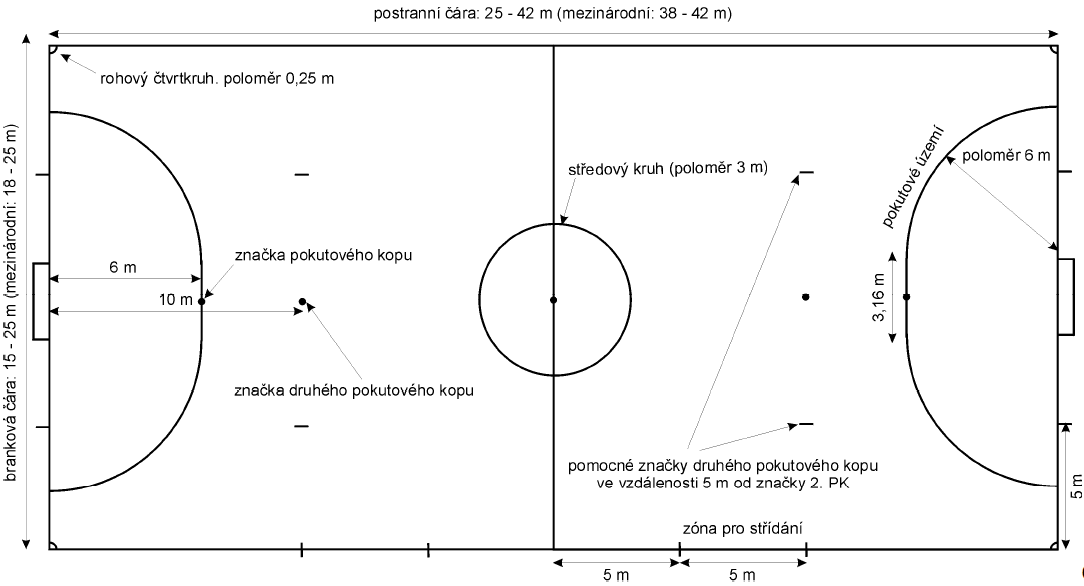 postranní čára: 25 - 42 m (mezinárodní: 38 - 42 m)
rohový čtvrtkruh. poloměr 0,25 m
branková čára: 15 - 25 m (mezinárodní: 18 - 25 m)
pokutové území
poloměr 6 m
středový kruh (poloměr 3 m)
značka pokutového kopu
6 m
10 m
3,16 m
značka druhého pokutového kopu
pomocné značky druhého pokutového kopu
ve vzdálenosti 5 m od značky 2. PK
5 m
zóna pro střídání
5 m
5 m